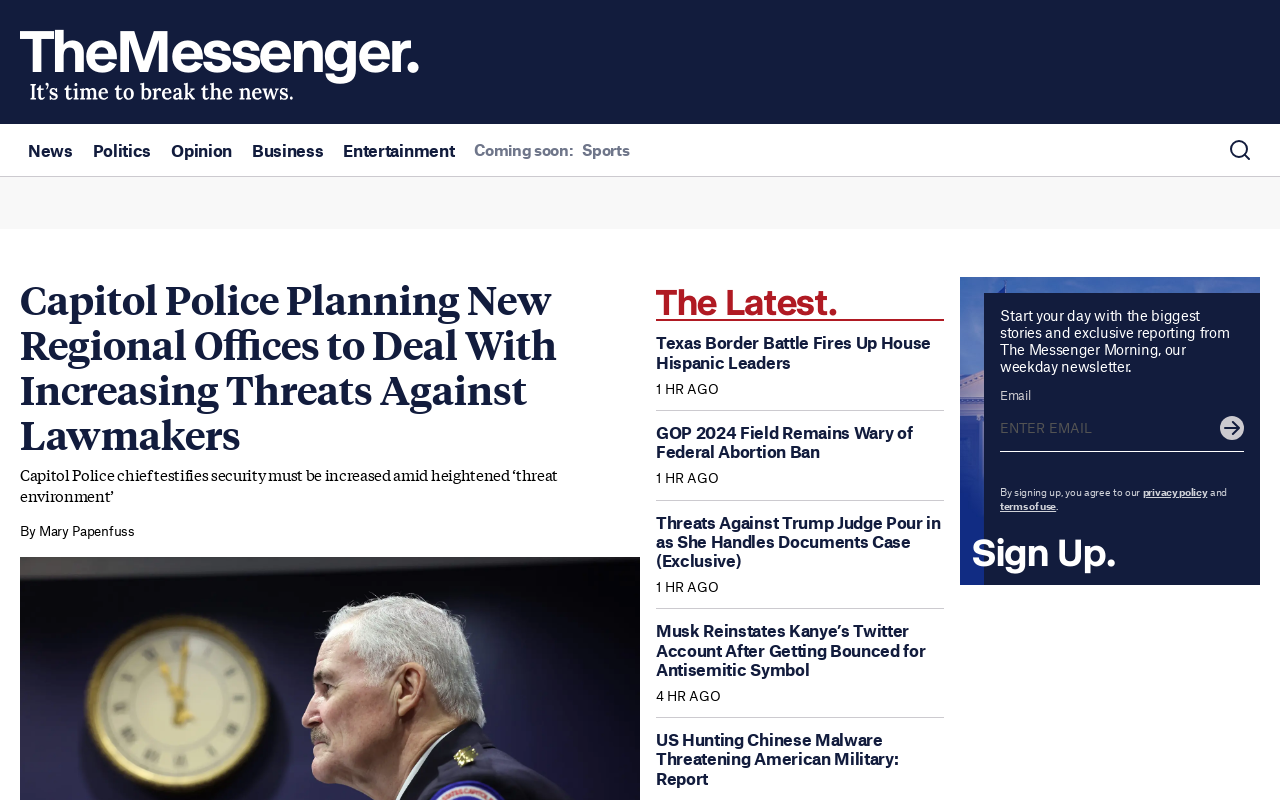 TheMessenger.
It's time to break the news.
News Politics Opinion Business Entertainment Coming soon: Sports
Capitol Police Planning New
Regional Offices to Deal With
Increasing Threats Against
Lawmakers
Capitol Police chief testifies security must be increased amid heightened ‘threat
environment’
By Mary Papenfuss
The Latest.
Texas Border Battle Fires Up House
Hispanic Leaders
1 HR AGO
GOP 2024 Field Remains Wary of
Federal Abortion Ban
1 HR AGO
Threats Against Trump Judge Pour in
as She Handles Documents Case
(Exclusive)
1 HR AGO
Musk Reinstates Kanye’s Twitter
Account After Getting Bounced for
Antisemitic Symbol
4 HR AGO
US Hunting Chinese Malware
Threatening American Military:
Report
Start your day with the biggest
stories and exclusive reporting from
The Messenger Morning, our
weekday newsletter.
Email
ENTER EMAIL
By signing up, you agree to our privacy policy and
terms of use.
Sign Up.